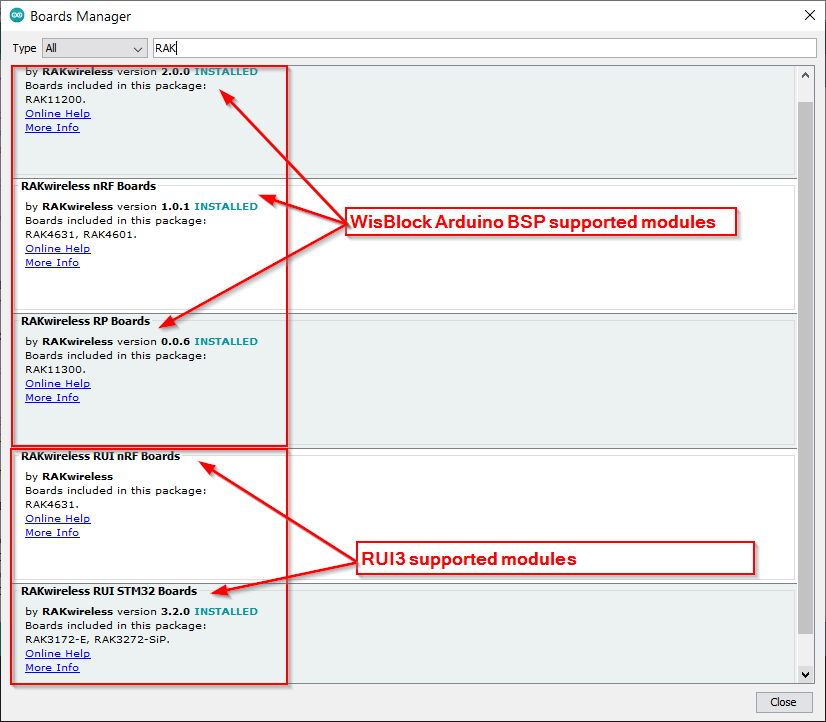 Boards Manager
Type All RAK
by RAKwireless version 2.0.0 INSTALLED
Boards included in this package:
RAK11200.
Online Help
More Info
RAKwireless nRF Boards
by RAKwireless version 1.0.1 INSTALLED
Boards included in this package:
RAK4631, RAK4601.
Online Help
More Info
WisBlock Arduino BSP supported modules
RAKwireless RP Boards
by RAKwireless version 0.0.6 INSTALLED
Boards included in this package:
RAK11300.
Online Help
More Info
RAKwireless RUI nRF Boards
by RAKwireless
Boards included in this package:
RAK4631.
Online Help
More Info
RUI3 supported modules
RAKwireless RUI STM32 Boards
by RAKwireless version 3.2.0 INSTALLED
Boards included in this package:
RAK3172-E, RAK3272-SiP.
Online Help
More Info
Close